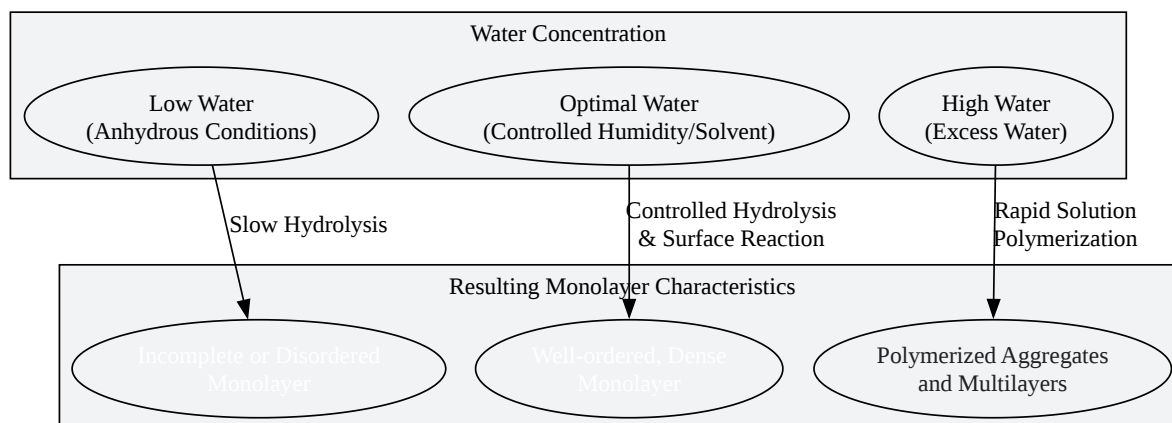 Water Concentration
Low Water
(Anhydrous Conditions)
Optimal Water
(Controlled Humidity/Solvent)
High Water
(Excess Water)
Slow Hydrolysis
Controlled Hydrolysis
& Surface Reaction
Rapid Solution
Polymerization
Resulting Monolayer Characteristics
Incomplete or Disordered
Monolayer
Well-ordered, Dense
Monolayer
Polymerized Aggregates
and Multilayers